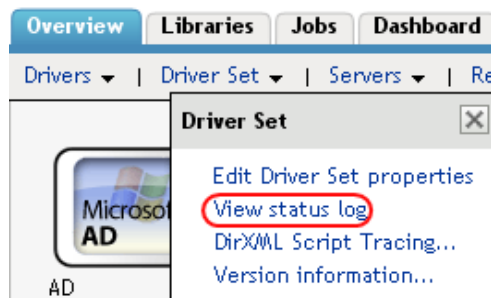 Overview Libraries Jobs Dashboard
Drivers | Driver Set | Servers |
Driver Set
Edit Driver Set properties
View status log
DirXML Script Tracing...
Version information...
AD
AD